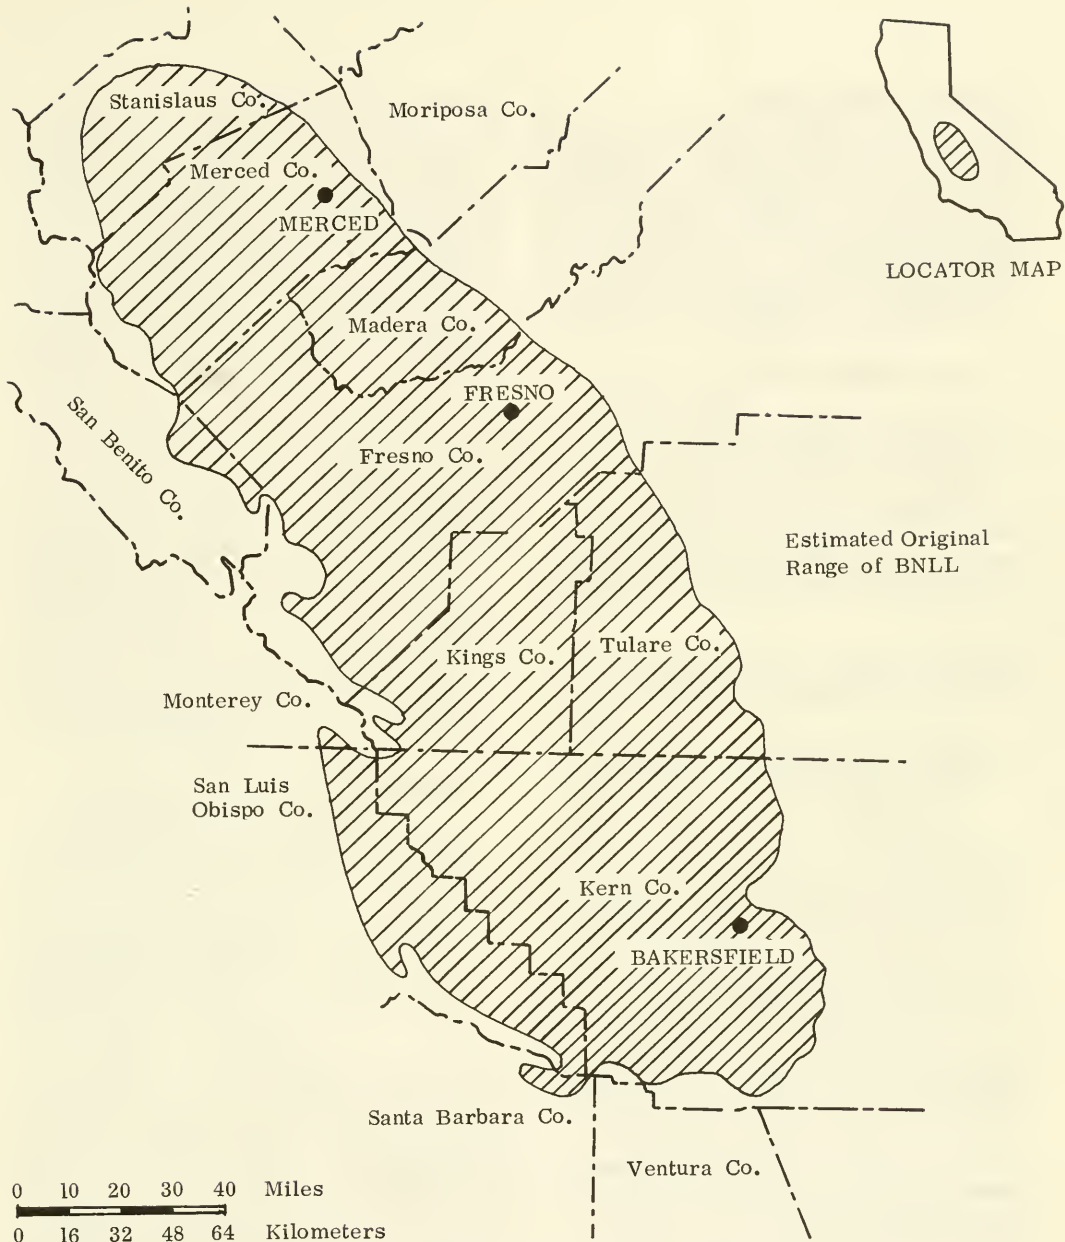 Stanislaus Co.
Moriposa Co.
Merced Co.
MERCED
LOCATOR MAP
Madera Co.
FRESNO
San Benito Co.
Fresno Co.
Estimated Original
Range of BNLL
Kings Co.
Tulare Co.
Monterey Co.
San Luis
Obispo Co.
Kern Co.
BAKERSFIELD
Santa Barbara Co.
Ventura Co.
0 10 20 30 40 Miles
0 16 32 48 64 Kilometers